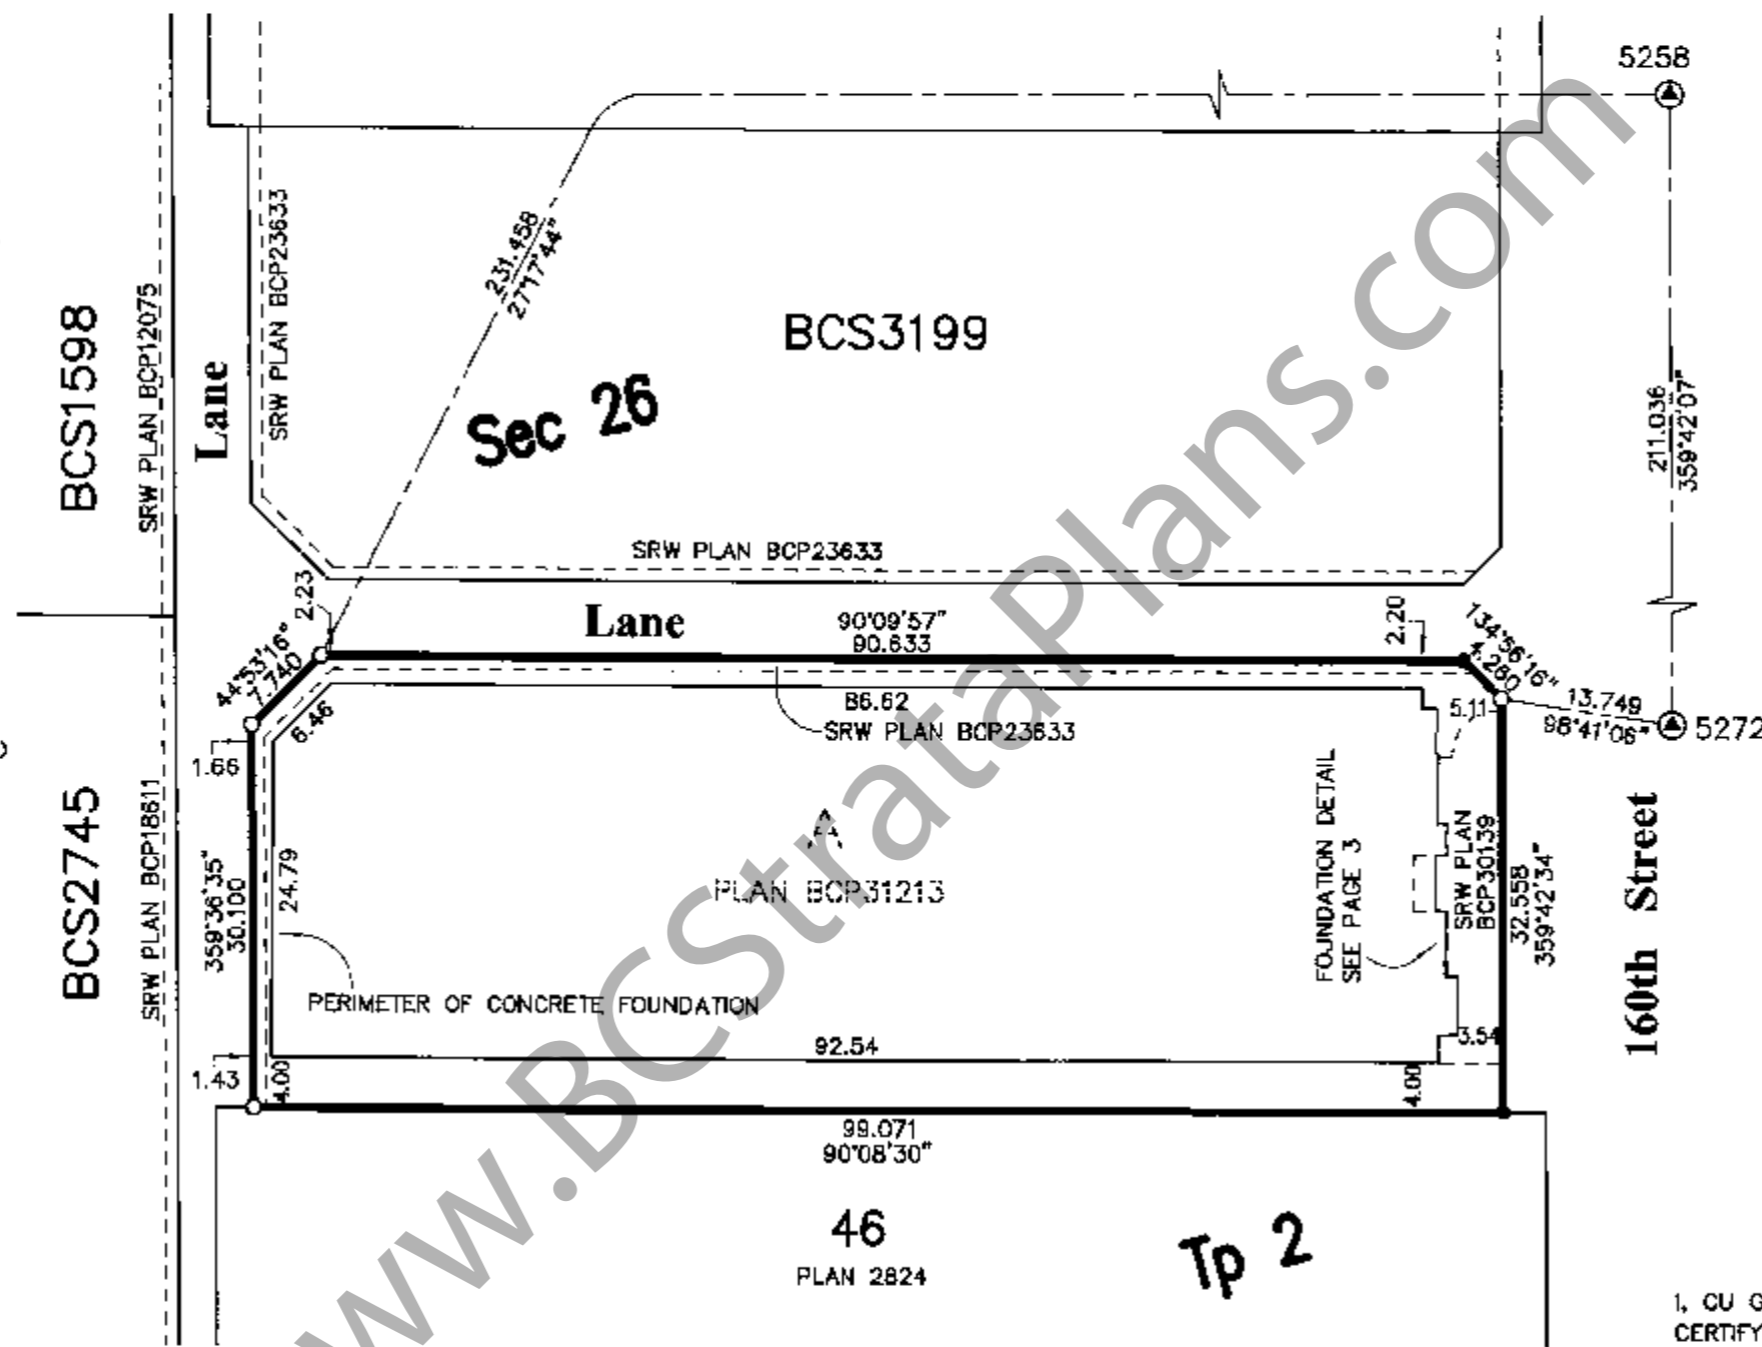 5258
231.458
27°17'44"
BCS3199
Sec 26
BCS1598
SRW PLAN BCP12075
Lane
SRW PLAN BCP23633
211.036
359°42'07"
SRW PLAN BCP23633
2.23
Lane
90°09'57"
90.633
2.20
134°56'16"
4.260
44°53'16"
7.740
6.46
86.62
SRW PLAN BCP23633
5.11
13.749
98°41'06"
5272
1.66
BCS2745
SRW PLAN BCP18611
359°36'35"
30.100
24.79
A
PLAN BCP31213
FOUNDATION DETAIL
SEE PAGE 3
SRW PLAN
BCP30139
32.558
359°42'34"
160th Street
PERIMETER OF CONCRETE FOUNDATION
92.54
3.54
1.43
4.00
4.00
99.071
90°08'30"
46
PLAN 2824
Tp 2
1, CU G
CERTIFY
www.BCStrataPlans.com